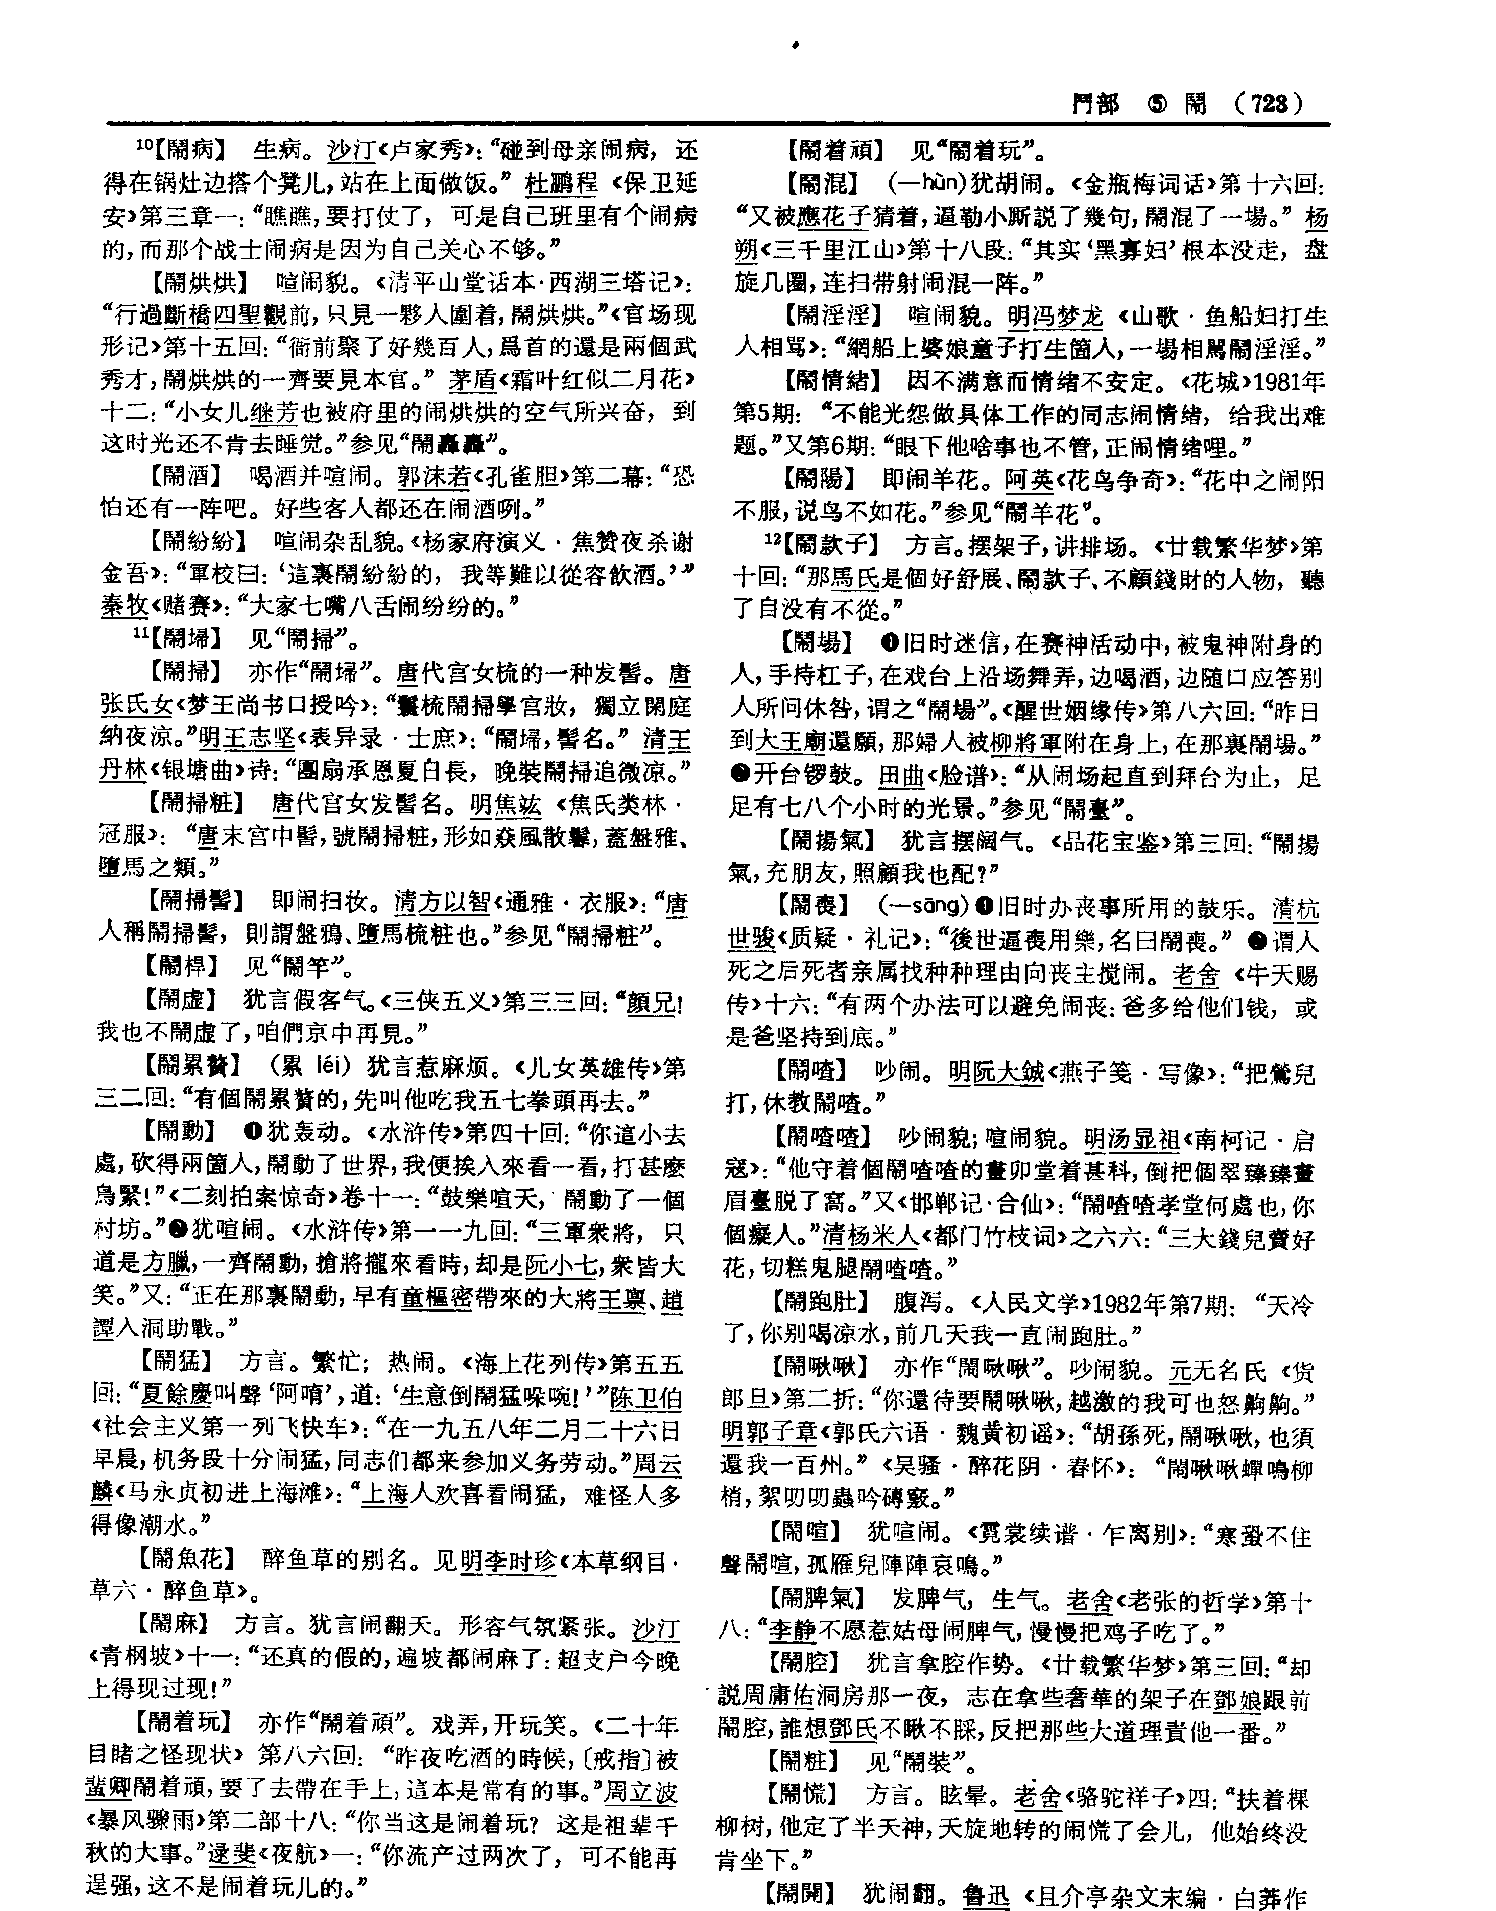 鬥部 ⑤ 鬧 （723）
10【鬧病】 生病。沙汀《卢家秀》：“碰到母亲闹病，还
得在锅灶边搭个凳儿，站在上面做饭。”杜鹏程《保卫延
安》第三章一：“瞧瞧，要打仗了，可是自己班里有个闹病
的，而那个战士闹病是因为自己关心不够。”
【鬧烘烘】 喧闹貌。《清平山堂话本·西湖三塔记》：
“行過斷橋四聖觀前，只見一夥人圍着，鬧烘烘。”《官场现
形记》第十五回：“衙前聚了好幾百人，爲首的還是兩個武
秀才，鬧烘烘的一齊要見本官。”茅盾《霜叶红似二月花》
十二：“小女儿继芳也被府里的闹烘烘的空气所兴奋，到
这时光还不肯去睡觉。”参见“鬧轟轟”。
【鬧酒】 喝酒并喧闹。郭沫若《孔雀胆》第二幕：“恐
怕还有一阵吧。好些客人都还在闹酒咧。”
【鬧紛紛】 喧闹杂乱貌。《杨家府演义·焦赞夜杀谢
金吾》：“軍校曰：‘這裏鬧紛紛的，我等難以從容飲酒。’”
秦牧《赌赛》：“大家七嘴八舌闹纷纷的。”
11【鬧埽】 见“鬧掃”。
【鬧掃】 亦作“鬧埽”。唐代宫女梳的一种发髻。唐
张氏女《梦王尚书口授吟》：“鬟梳鬧掃學宫妝，獨立閑庭
納夜凉。”明王志坚《表异录·士庶》：“鬧埽，髻名。”清王
丹林《银塘曲》诗：“團扇承恩夏白長，晚裝鬧掃追微凉。”
【鬧掃粧】 唐代宫女发髻名。明焦竑《焦氏类林·
冠服》：“唐末宫中髻，號鬧掃粧，形如焱風散鬈，蓋盤雅、
墮馬之類。”
【鬧掃髻】 即闹扫妆。清方以智《通雅·衣服》：“唐
人稱鬧掃髻，則謂盤鴉、墮馬梳粧也。”参见“鬧掃粧”。
【鬧桿】 见“鬧竿”。
【鬧虚】 犹言假客气。《三侠五义》第三三回：“顔兄！
我也不鬧虚了，咱們京中再見。”
【鬧累贅】 （累 léi）犹言惹麻烦。《儿女英雄传》第
三二回：“有個鬧累贅的，先叫他吃我五七拳頭再去。”
【鬧動】 ❶犹轰动。《水浒传》第四十回：“你這小去
處，砍得兩箇人，鬧動了世界，我便挨入來看一看，打甚麽
鳥緊！”《二刻拍案惊奇》卷十一：“鼓樂喧天，鬧動了一個
村坊。”❷犹喧闹。《水浒传》第一一九回：“三軍衆將，只
道是方臘，一齊鬧動，搶將攏來看時，却是阮小七，衆皆大
笑。”又：“正在那裏鬧動，早有童樞密帶來的大將王禀、趙
譚入洞助戰。”
【鬧猛】 方言。繁忙；热闹。《海上花列传》第五五
回：“夏餘慶叫聲‘阿唷’，道：‘生意倒鬧猛哚啘！’”陈卫伯
《社会主义第一列飞快车》：“在一九五八年二月二十六日
早晨，机务段十分闹猛，同志们都来参加义务劳动。”周云
麟《马永贞初进上海滩》：“上海人欢喜看闹猛，难怪人多
得像潮水。”
【鬧魚花】 醉鱼草的别名。见明李时珍《本草纲目·
草六·醉鱼草》。
【鬧麻】 方言。犹言闹翻天。形容气氛紧张。沙汀
《青㭎坡》十一：“还真的假的，遍坡都闹麻了：超支户今晚
上得现过现！”
【鬧着玩】 亦作“鬧着頑”。戏弄，开玩笑。《二十年
目睹之怪现状》第八六回：“昨夜吃酒的時候，〔戒指〕被
蚩卿鬧着頑，要了去帶在手上，這本是常有的事。”周立波
《暴风骤雨》第二部十八：“你当这是闹着玩？这是祖辈千
秋的大事。”逯斐《夜航》一：“你流产过两次了，可不能再
逞强，这不是闹着玩儿的。”
【鬧着頑】 见“鬧着玩”。
【鬧混】 （—hùn）犹胡闹。《金瓶梅词话》第十六回：
“又被應花子猜着，逼勒小厮説了幾句，鬧混了一場。”杨
朔《三千里江山》第十八段：“其实‘黑寡妇’根本没走，盘
旋几圈，连扫带射闹混一阵。”
【鬧淫淫】 喧闹貌。明冯梦龙《山歌·鱼船妇打生
人相骂》：“網船上婆娘童子打生箇人，一場相駡鬧淫淫。”
【鬧情緒】 因不满意而情绪不安定。《花城》1981年
第5期：“不能光怨做具体工作的同志闹情绪，给我出难
题。”又第6期：“眼下他啥事也不管，正闹情绪哩。”
【鬧陽】 即闹羊花。阿英《花鸟争奇》：“花中之闹阳
不服，说鸟不如花。”参见“鬧羊花”。
12【鬧款子】 方言。摆架子，讲排场。《廿载繁华梦》第
十回：“那馬氏是個好舒展、鬧款子、不顧錢財的人物，聽
了自没有不從。”
【鬧場】 ❶旧时迷信，在赛神活动中，被鬼神附身的
人，手持杠子，在戏台上沿场舞弄，边喝酒，边随口应答别
人所问休咎，谓之“鬧場”。《醒世姻缘传》第八六回：“昨日
到大王廟還願，那婦人被柳將軍附在身上，在那裏鬧場。”
❷开台锣鼓。田曲《脸谱》：“从闹场起直到拜台为止，足
足有七八个小时的光景。”参见“鬧臺”。
【鬧揚氣】 犹言摆阔气。《品花宝鉴》第三回：“鬧揚
氣，充朋友，照顧我也配？”
【鬧喪】 （—sāng）❶旧时办丧事所用的鼓乐。清杭
世骏《质疑·礼记》：“後世逼喪用樂，名曰鬧喪。”❷谓人
死之后死者亲属找种种理由向丧主搅闹。老舍《牛天赐
传》十六：“有两个办法可以避免闹丧：爸多给他们钱，或
是爸坚持到底。”
【鬧喳】 吵闹。明阮大鋮《燕子笺·写像》：“把鶯兒
打，休教鬧喳。”
【鬧喳喳】 吵闹貌；喧闹貌。明汤显祖《南柯记·启
寇》：“他守着個鬧喳喳的畫卯堂着甚科，倒把個翠臻臻畫
眉臺脱了窩。”又《邯郸记·合仙》：“鬧喳喳孝堂何處也，你
個癡人。”清杨米人《都门竹枝词》之六六：“三大錢兒賣好
花，切糕鬼腿鬧喳喳。”
【鬧跑肚】 腹泻。《人民文学》1982年第7期：“天冷
了，你别喝凉水，前几天我一直闹跑肚。”
【鬧啾啾】 亦作“閙啾啾”。吵闹貌。元无名氏《货
郎旦》第二折：“你還待要鬧啾啾，越激的我可也怒齁齁。”
明郭子章《郭氏六语·魏黄初谣》：“胡孫死，鬧啾啾，也須
還我一百州。”《吴骚·醉花阴·春怀》：“閙啾啾蟬鳴柳
梢，絮叨叨蟲吟磚竅。”
【鬧喧】 犹喧闹。《霓裳续谱·乍离别》：“寒蛩不住
聲鬧喧，孤雁兒陣陣哀鳴。”
【鬧脾氣】 发脾气，生气。老舍《老张的哲学》第十
八：“李静不愿惹姑母闹脾气，慢慢把鸡子吃了。”
【鬧腔】 犹言拿腔作势。《廿载繁华梦》第三回：“却
説周庸佑洞房那一夜，志在拿些奢華的架子在鄧娘跟前
鬧腔，誰想鄧氏不瞅不睬，反把那些大道理責他一番。”
【鬧粧】 见“鬧裝”。
【鬧慌】 方言。眩晕。老舍《骆驼祥子》四：“扶着棵
柳树，他定了半天神，天旋地转的闹慌了会儿，他始终没
肯坐下。”
【鬧開】 犹闹翻。鲁迅《且介亭杂文末编·白莽作